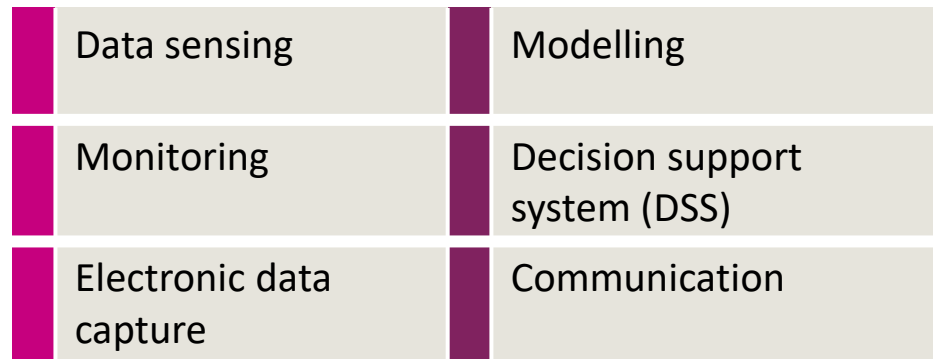 Data sensing
Modelling
Monitoring
Decision support
system (DSS)
Electronic data
capture
Communication